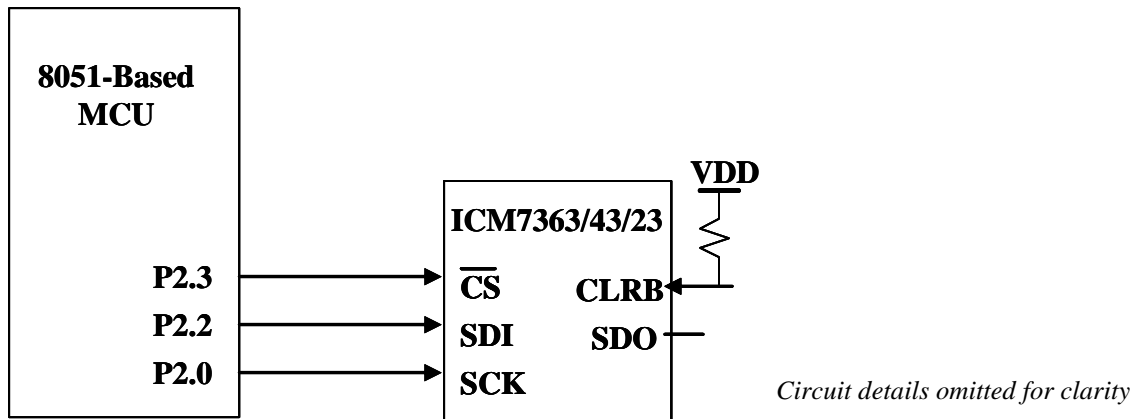 8051-Based
MCU
VDD
ICM7363/43/23
P2.3
CS
CLRB
P2.2
SDI
SDO
P2.0
SCK
Circuit details omitted for clarity